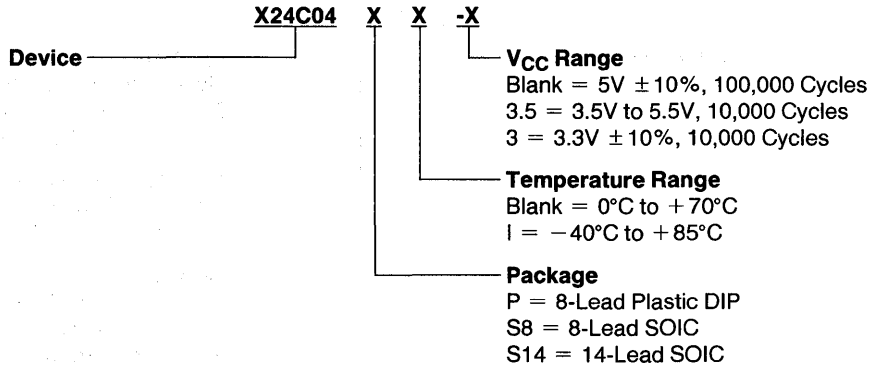 X24C04 X X -X
Device
VCC Range
Blank = 5V ±10%, 100,000 Cycles
3.5 = 3.5V to 5.5V, 10,000 Cycles
3 = 3.3V ±10%, 10,000 Cycles
Temperature Range
Blank = 0°C to +70°C
I = −40°C to +85°C
Package
P = 8-Lead Plastic DIP
S8 = 8-Lead SOIC
S14 = 14-Lead SOIC